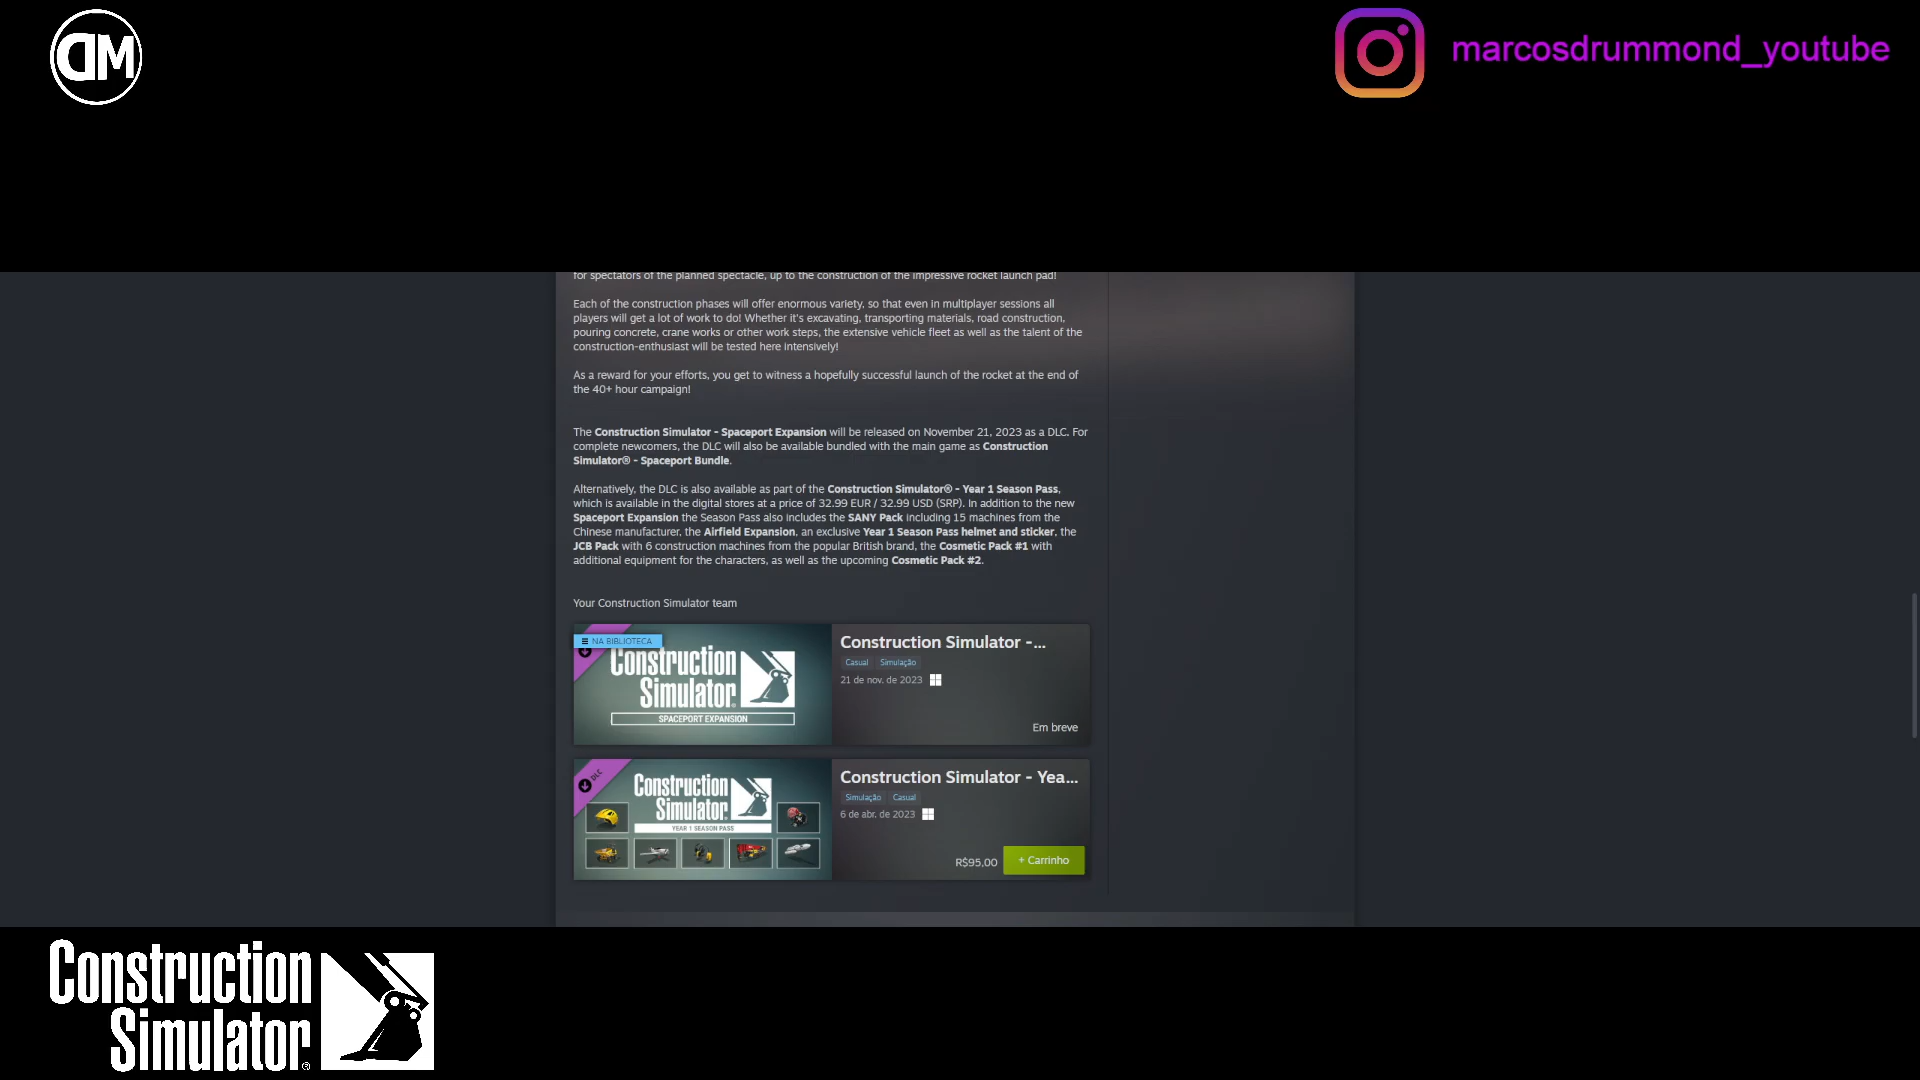 DM
marcosdrummond_youtube
for spectators of the planned spectacle, up to the construction of the impressive rocket launch pad!
Each of the construction phases will offer enormous variety, so that even in multiplayer sessions all
players will get a lot of work to do! Whether it's excavating, transporting materials, road construction,
pouring concrete, crane works or other work steps, the extensive vehicle fleet as well as the talent of the
construction-enthusiast will be tested here intensively!
As a reward for your efforts, you get to witness a hopefully successful launch of the rocket at the end of
the 40+ hour campaign!
The Construction Simulator - Spaceport Expansion will be released on November 21, 2023 as a DLC. For
complete newcomers, the DLC will also be available bundled with the main game as Construction
Simulator® - Spaceport Bundle.
Alternatively, the DLC is also available as part of the Construction Simulator® - Year 1 Season Pass,
which is available in the digital stores at a price of 32.99 EUR / 32.99 USD (SRP). In addition to the new
Spaceport Expansion the Season Pass also includes the SANY Pack including 15 machines from the
Chinese manufacturer, the Airfield Expansion, an exclusive Year 1 Season Pass helmet and sticker, the
JCB Pack with 6 construction machines from the popular British brand, the Cosmetic Pack #1 with
additional equipment for the characters, as well as the upcoming Cosmetic Pack #2.
Your Construction Simulator team
NA BIBLIOTECA
Construction
Simulator®
SPACEPORT EXPANSION
Construction Simulator -...
Casual Simulação
21 de nov. de 2023
Em breve
DLC
Construction
Simulator®
YEAR 1 SEASON PASS
Construction Simulator - Yea...
Simulação Casual
6 de abr. de 2023
R$95,00 + Carrinho
Construction
Simulator®